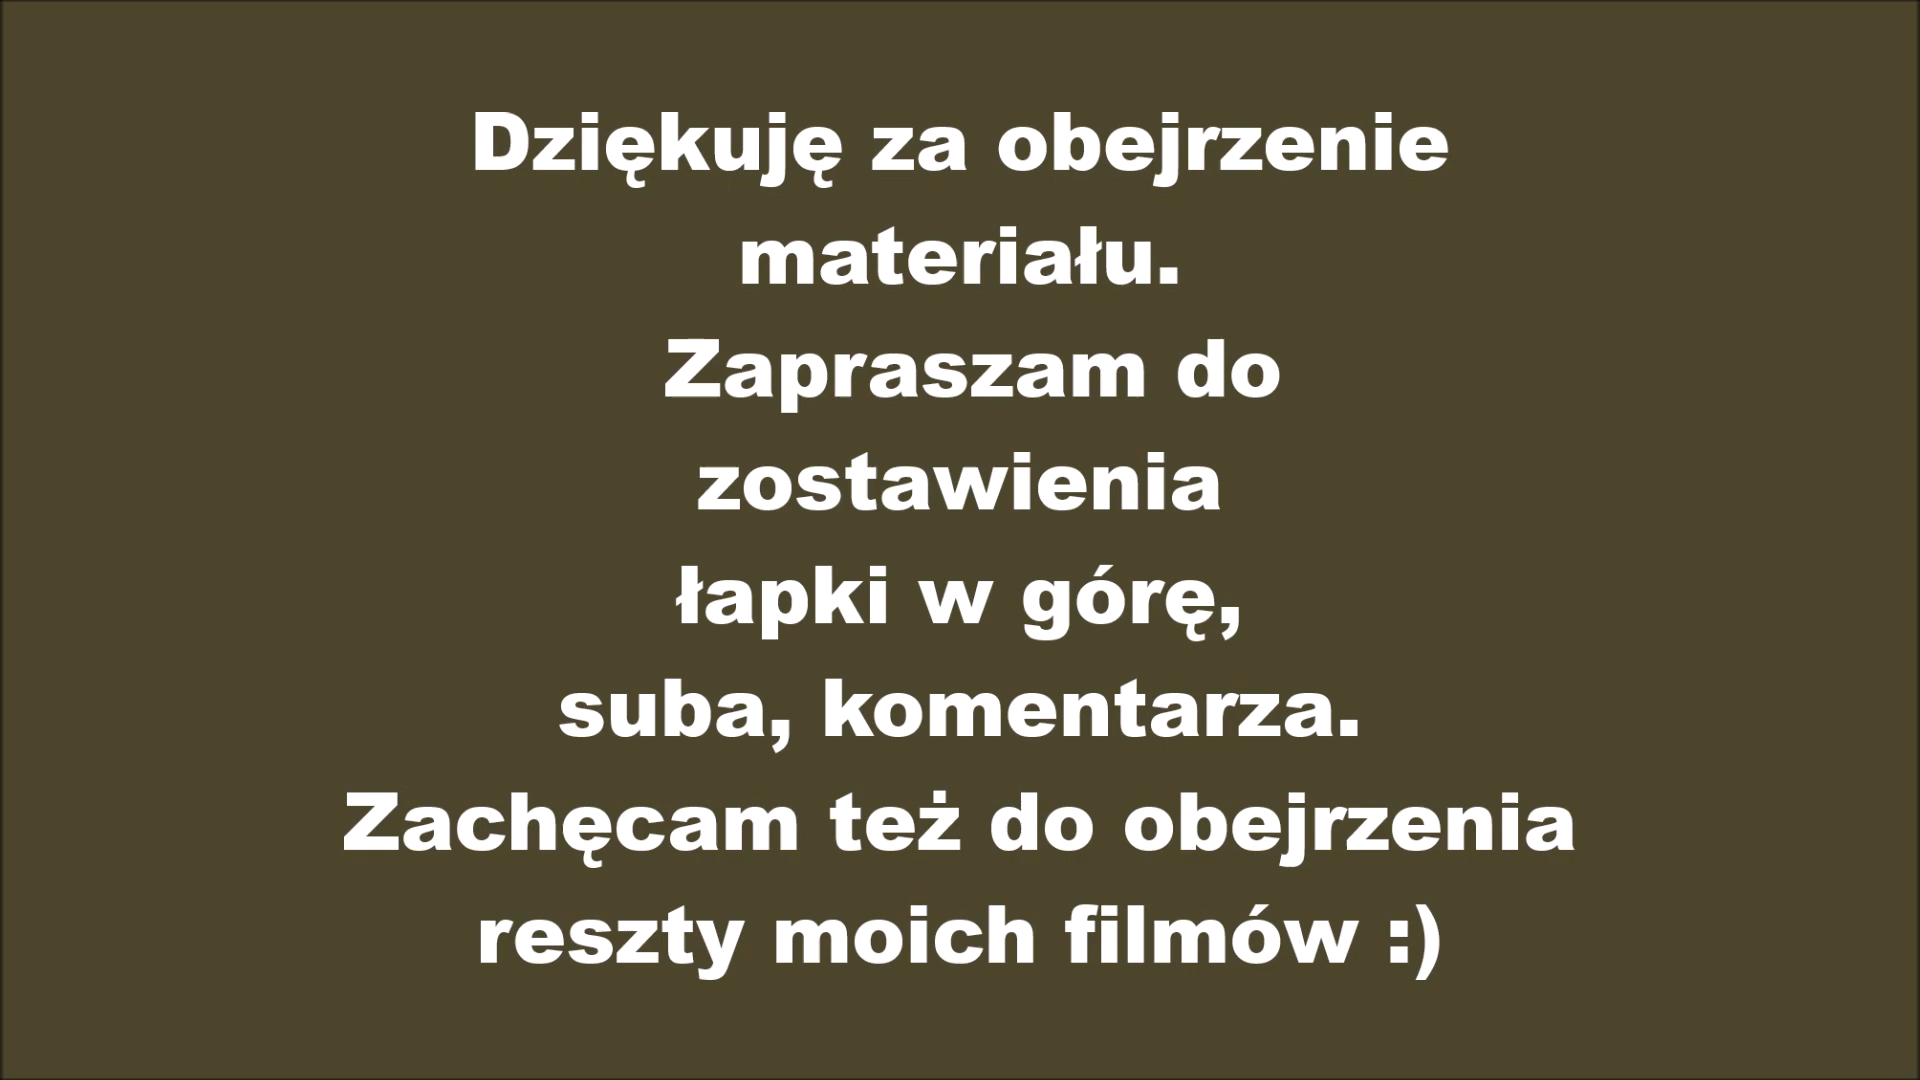 Dziękuję za obejrzenie
materiału.
Zapraszam do
zostawienia
łapki w górę,
suba, komentarza.
Zachęcam też do obejrzenia
reszty moich filmów :)